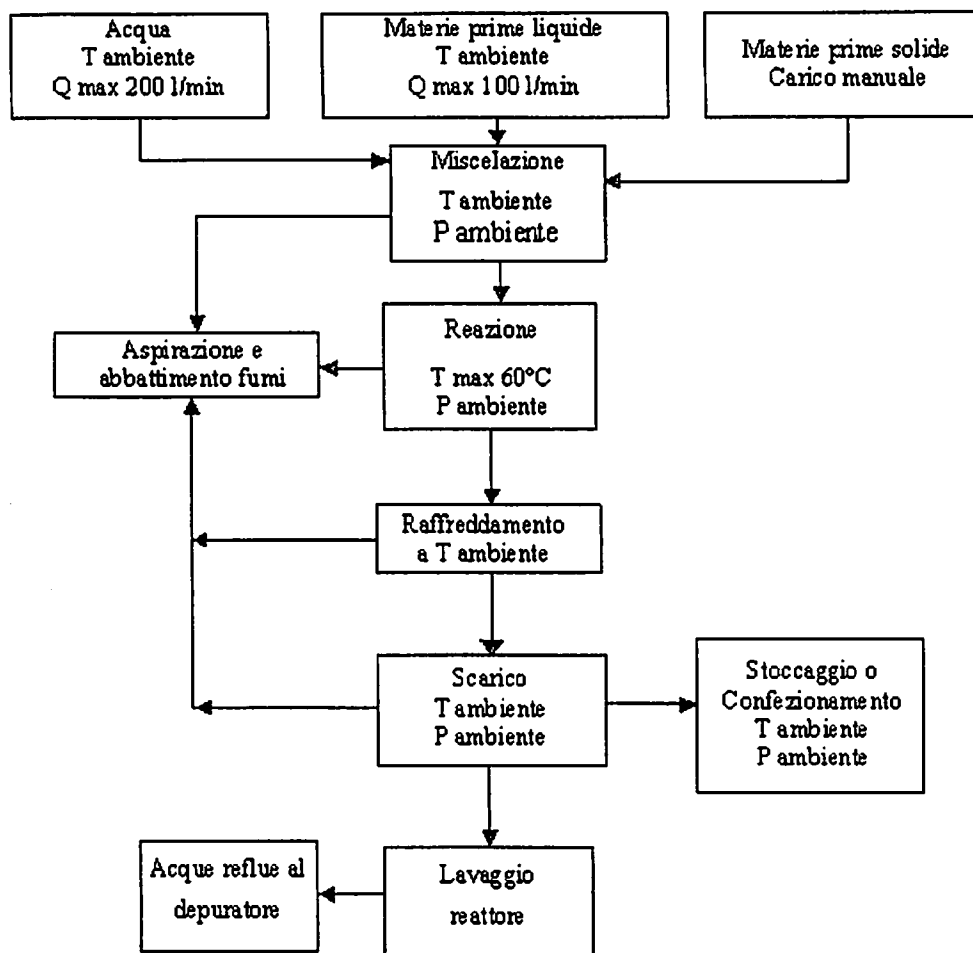 Acqua
T ambiente
Q max 200 l/min
Materie prime liquide
T ambiente
Q max 100 l/min
Materie prime solide
Carico manuale
Miscelazione
T ambiente
P ambiente
Reazione
T max 60°C
P ambiente
Aspirazione e
abbattimento fumi
Raffreddamento
a T ambiente
Scarico
T ambiente
P ambiente
Stoccaggio o
Confezionamento
T ambiente
P ambiente
Acque reflue al
depuratore
Lavaggio
reattore